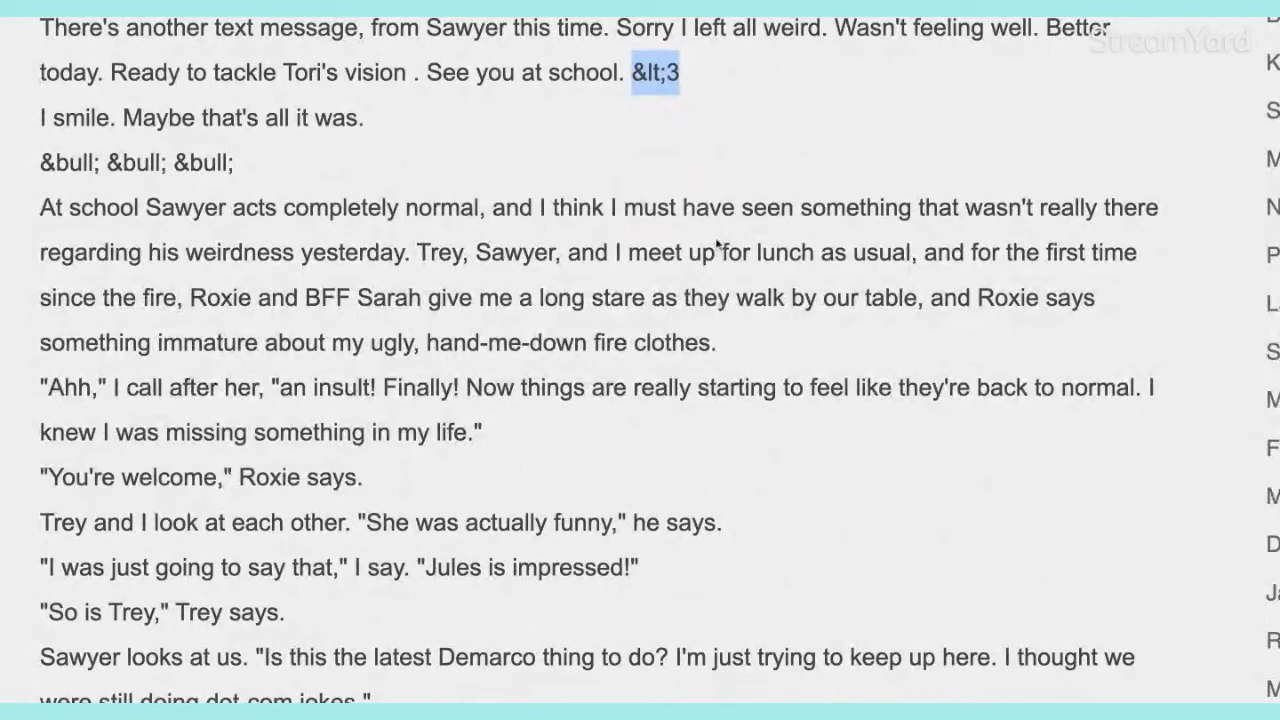 There's another text message, from Sawyer this time. Sorry I left all weird. Wasn't feeling well. Better
StreamYard
today. Ready to tackle Tori's vision . See you at school. &lt;3
I smile. Maybe that's all it was.
&bull; &bull; &bull;
At school Sawyer acts completely normal, and I think I must have seen something that wasn't really there
regarding his weirdness yesterday. Trey, Sawyer, and I meet up for lunch as usual, and for the first time
since the fire, Roxie and BFF Sarah give me a long stare as they walk by our table, and Roxie says
something immature about my ugly, hand-me-down fire clothes.
"Ahh," I call after her, "an insult! Finally! Now things are really starting to feel like they're back to normal. I
knew I was missing something in my life."
"You're welcome," Roxie says.
Trey and I look at each other. "She was actually funny," he says.
"I was just going to say that," I say. "Jules is impressed!"
"So is Trey," Trey says.
Sawyer looks at us. "Is this the latest Demarco thing to do? I'm just trying to keep up here. I thought we
were still doing dot-com jokes."